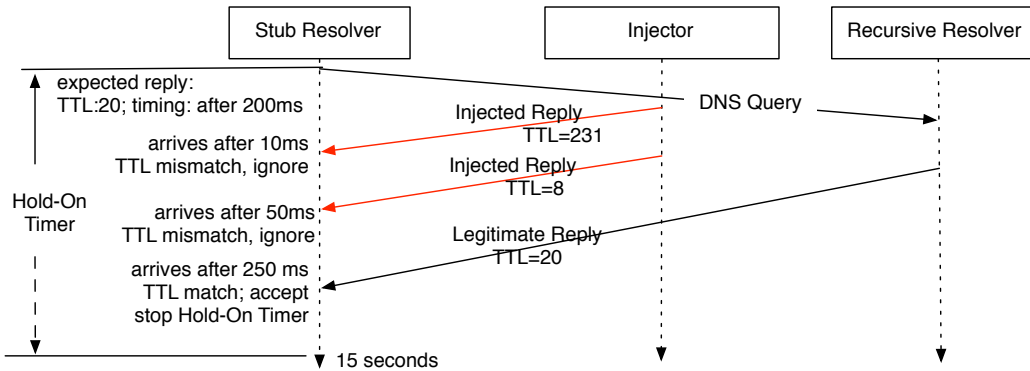 Stub Resolver
Injector
Recursive Resolver
expected reply:
TTL:20; timing: after 200ms
DNS Query
Injected Reply
TTL=231
arrives after 10ms
TTL mismatch, ignore
Injected Reply
TTL=8
Hold-On
Timer
arrives after 50ms
TTL mismatch, ignore
Legitimate Reply
TTL=20
arrives after 250 ms
TTL match; accept
stop Hold-On Timer
15 seconds